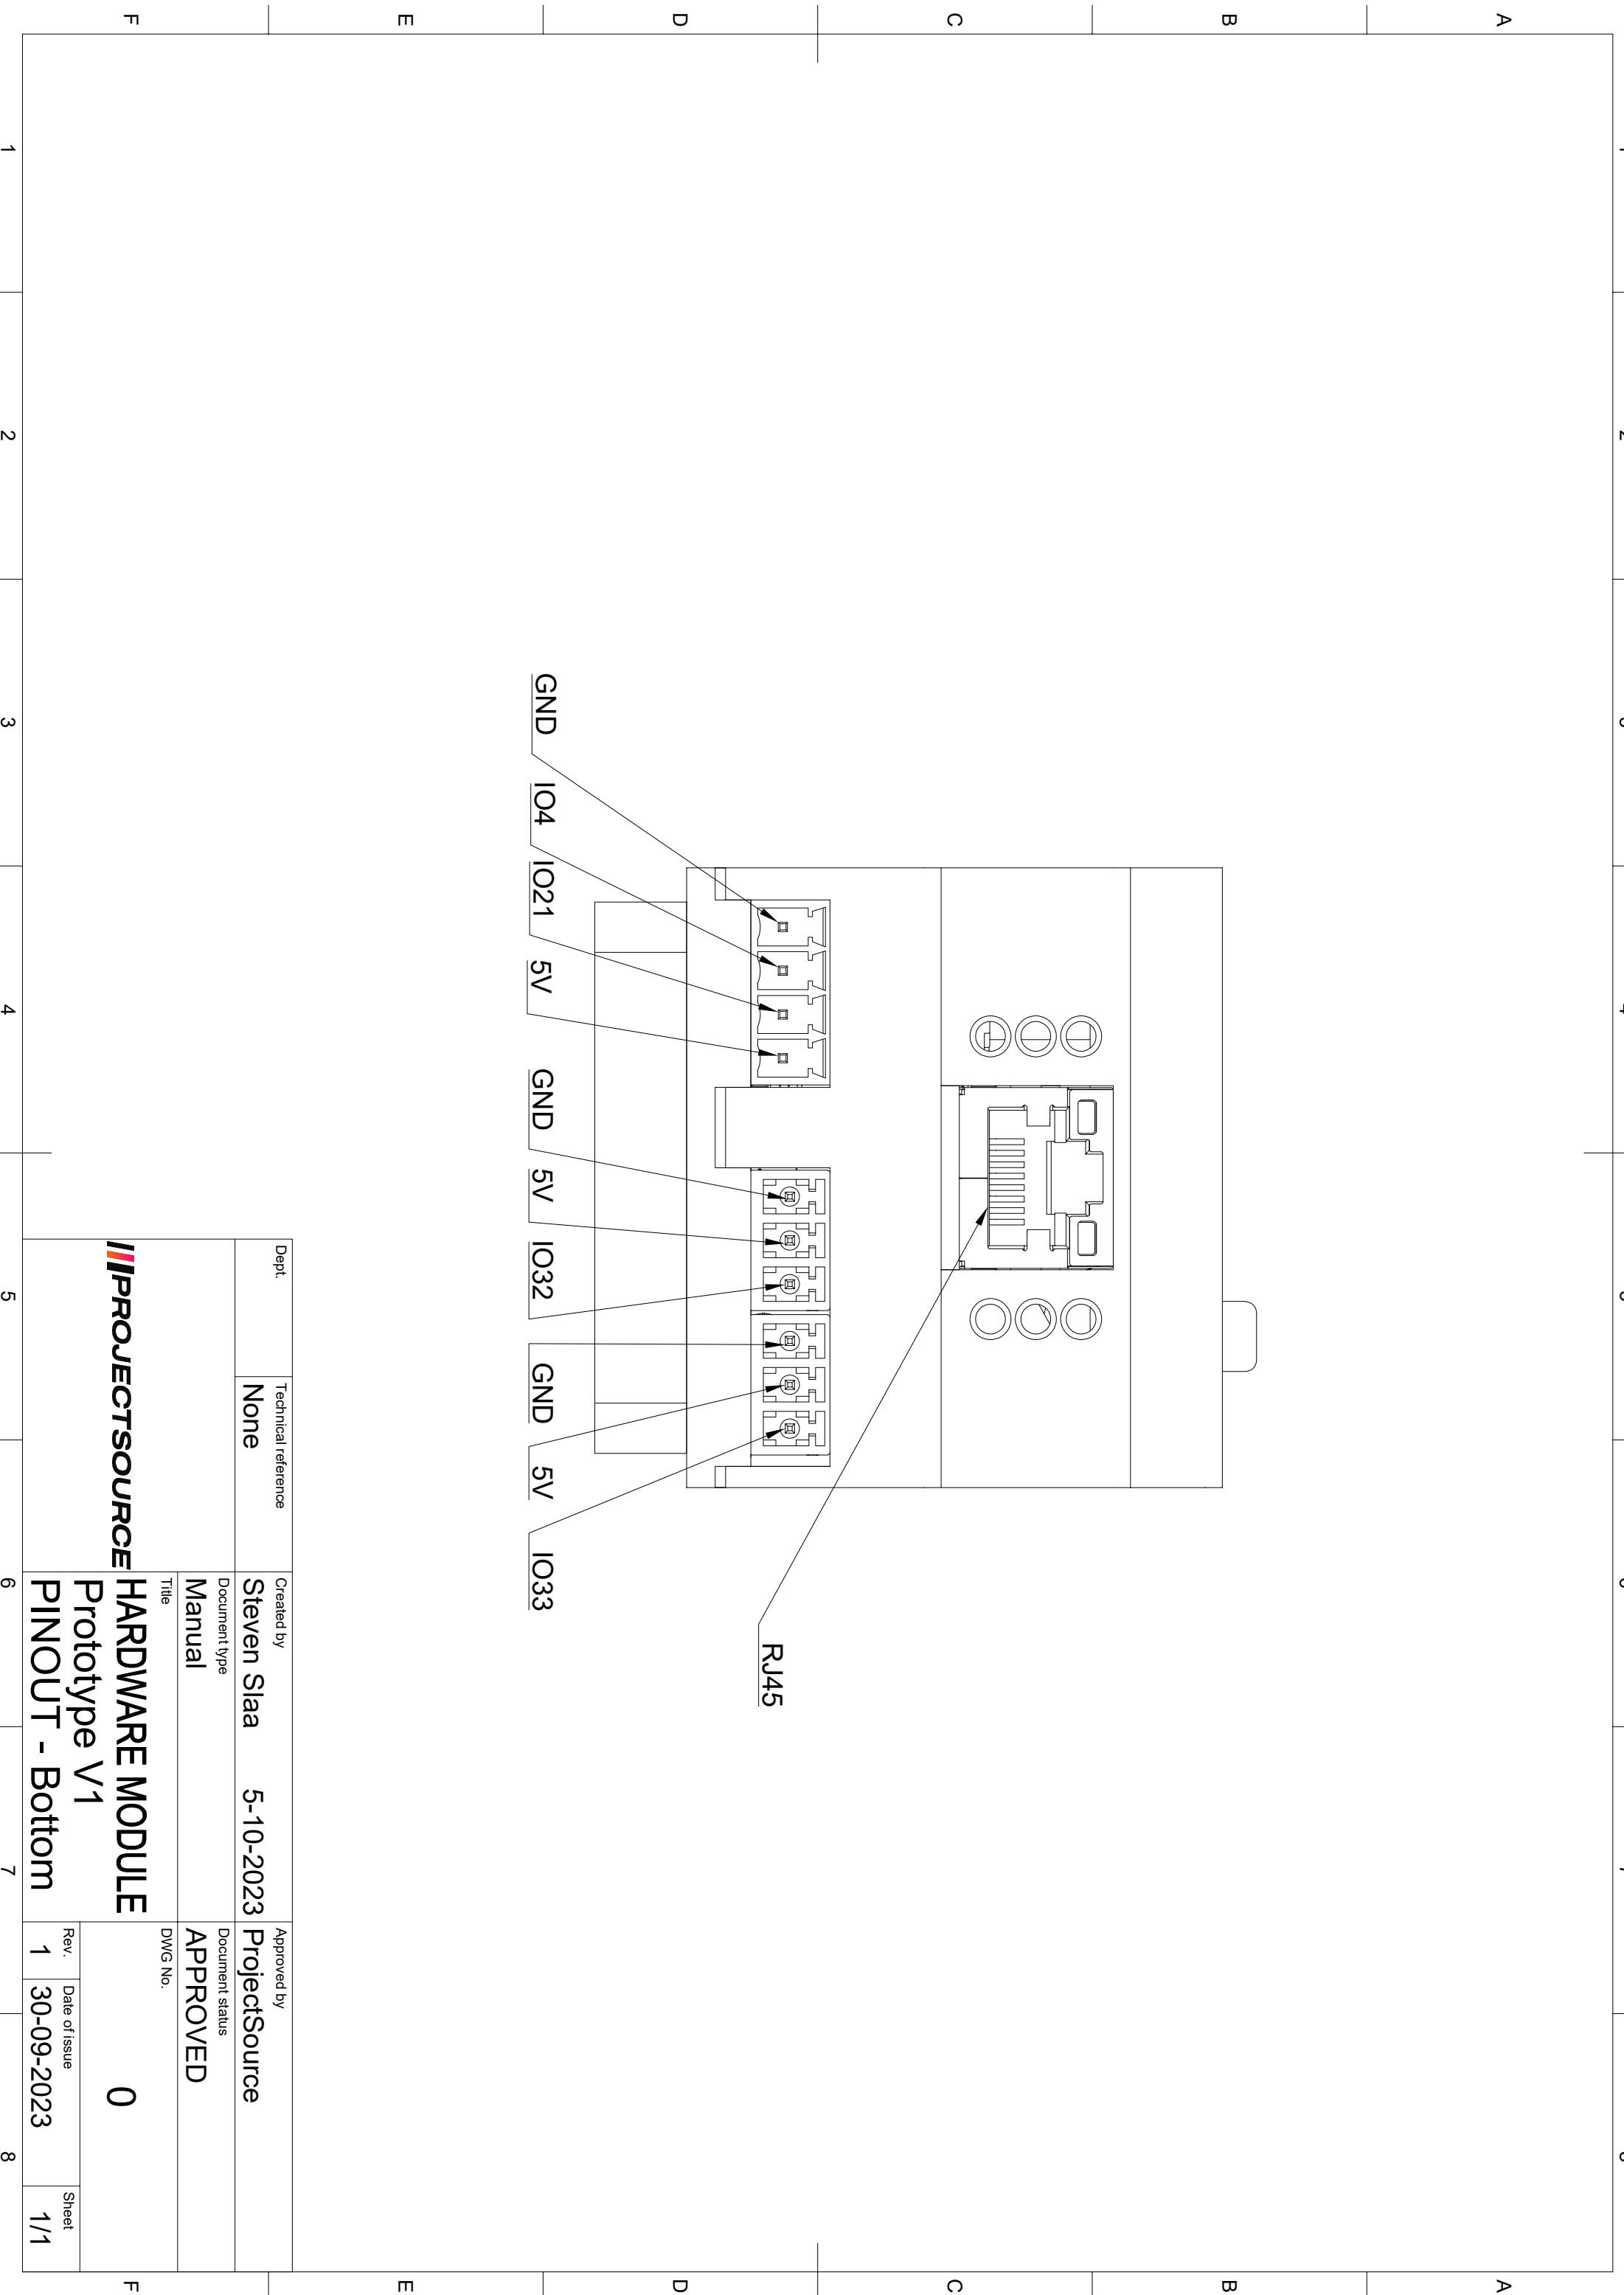 A A
B B
C C
RJ45
D D
GND IO4 IO21 5V GND 5V IO32 GND 5V IO33
E E
Dept. Technical reference Created by Approved by
None Steven Slaa 5-10-2023 ProjectSource
Document type Document status
Manual APPROVED
Title DWG No.
PROJECTSOURCE HARDWARE MODULE 0
F F
Prototype V1
Rev. Date of issue Sheet
PINOUT - Bottom 1 30-09-2023 1/1
1 2 3 4 5 6 7 8